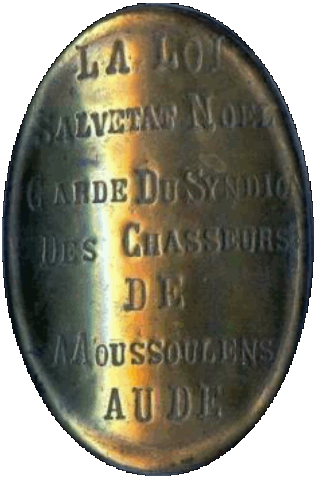 LA LOI
SALVETAT NOEL
GARDE DU SYNDIC
DES CHASSEURS
DE
MOUSSOULENS
AUDE